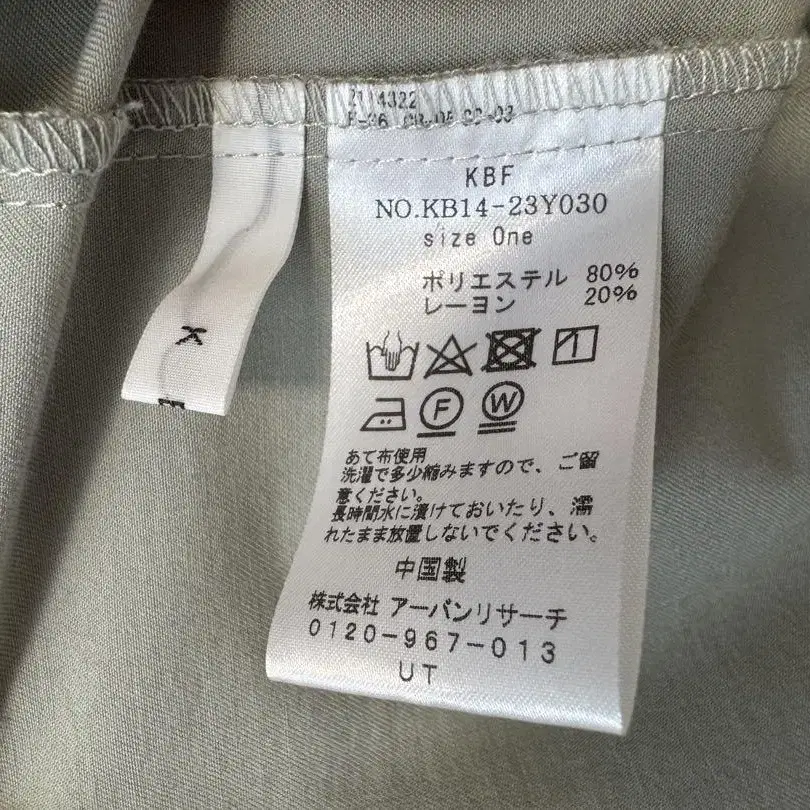 2114322
KBF
NO.KB14-23Y030
size One
ポリエステル 80%
レーヨン 20%
F
W
あて布使用
洗濯で多少縮みますので、ご留
意ください。
長時間水に漬けておいたり、濡
れたまま放置しないでください。
中国製
株式会社 アーバンリサーチ
0120-967-013
UT
K